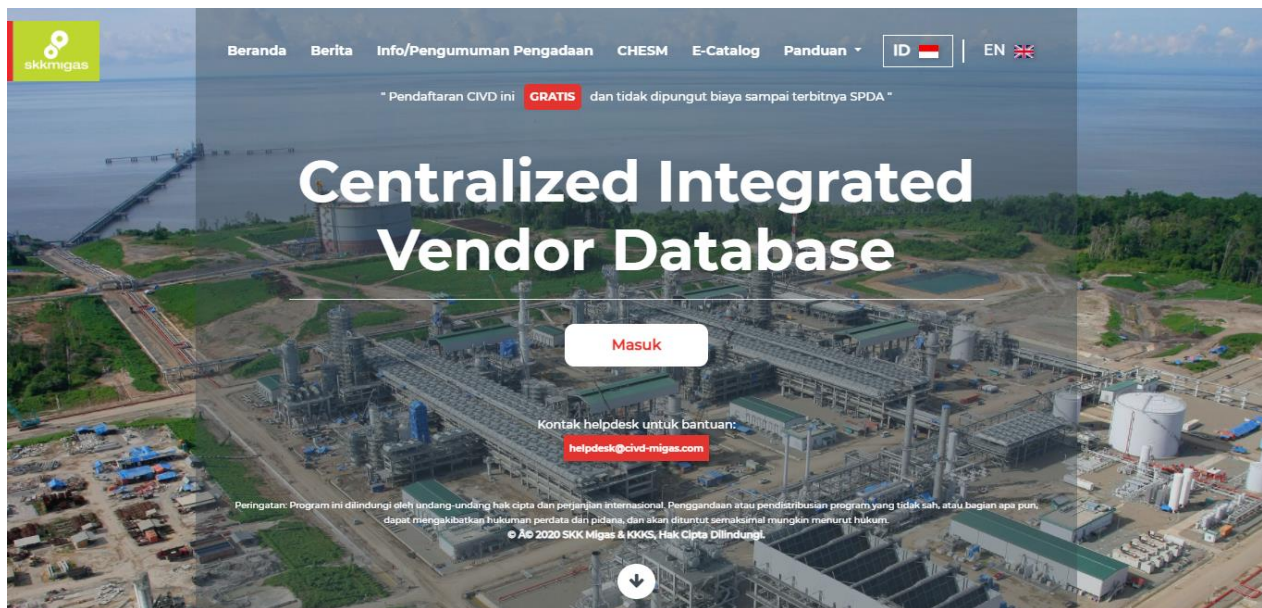 skkmigas
Beranda Berita Info/Pengumuman Pengadaan CHESM E-Catalog Panduan ID EN
" Pendaftaran CIVD ini GRATIS dan tidak dipungut biaya sampai terbitnya SPDA "
Centralized Integrated
Vendor Database
Masuk
Kontak helpdesk untuk bantuan:
helpdesk@civd-migas.com
Peringatan: Program ini dilindungi oleh undang-undang hak cipta dan perjanjian internasional. Penggandaan atau pendistribusian program yang tidak sah, atau bagian apa pun,
dapat mengakibatkan hukuman perdata dan pidana, dan akan dituntut semaksimal mungkin menurut hukum.
© Â© 2020 SKK Migas & KKKS, Hak Cipta Dilindungi.